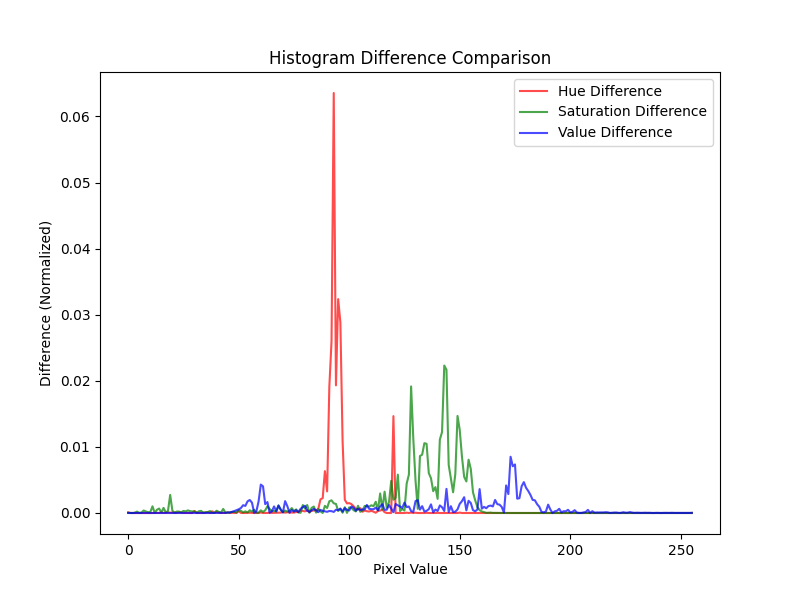 Histogram Difference Comparison
Hue Difference
Saturation Difference
Value Difference
Difference (Normalized)
0.06
0.05
0.04
0.03
0.02
0.01
0.00
0 50 100 150 200 250
Pixel Value